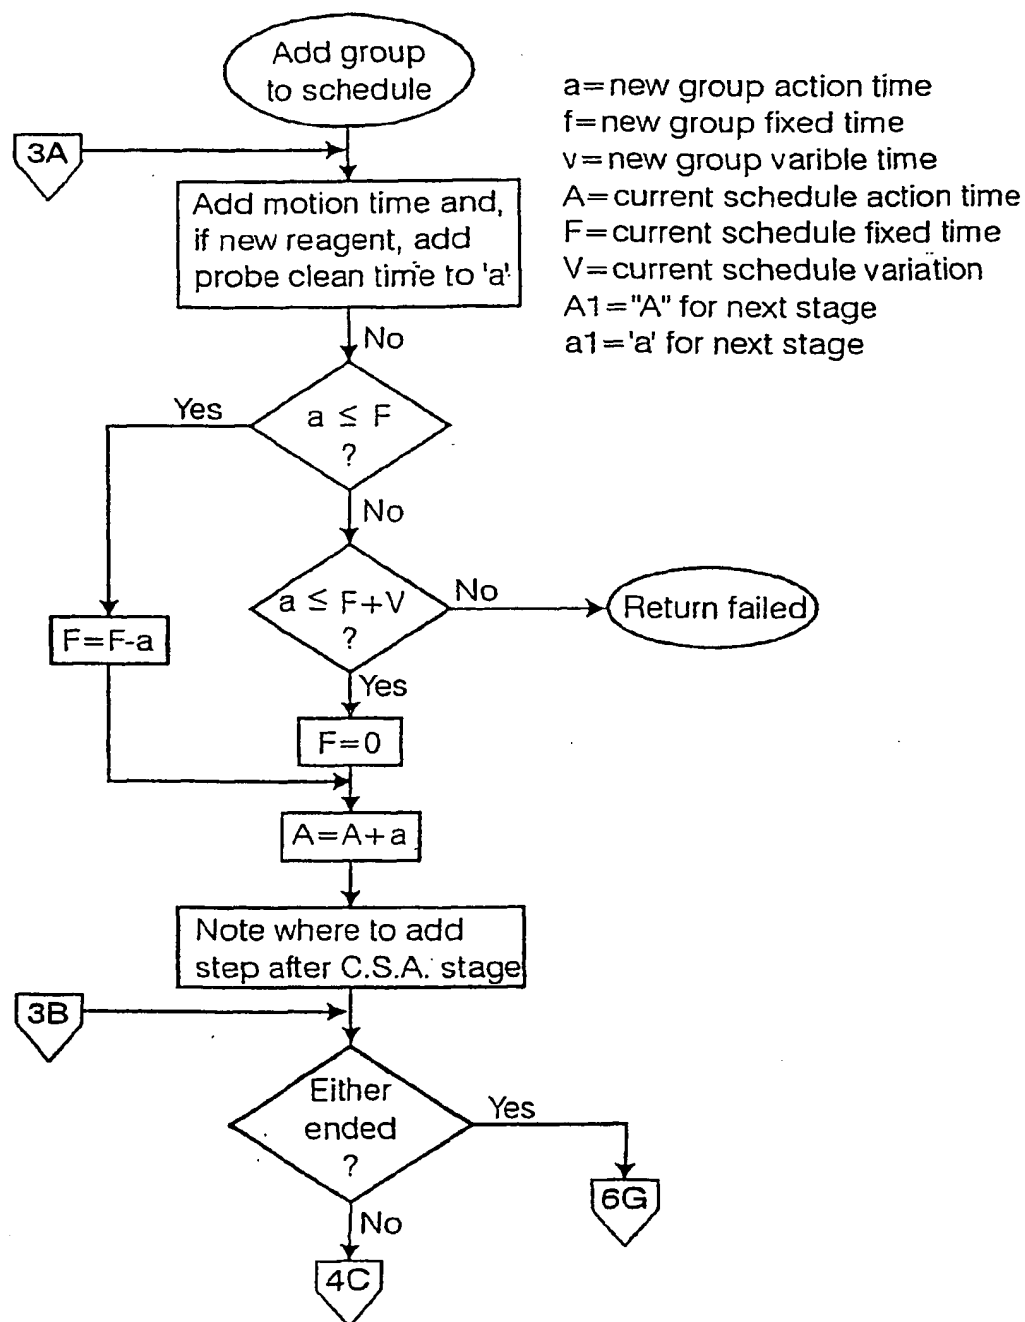 Add group
to schedule
a=new group action time
f=new group fixed time
v=new group varible time
A=current schedule action time
F=current schedule fixed time
V=current schedule variation
A1="A" for next stage
a1='a' for next stage
3A
Add motion time and,
if new reagent, add
probe clean time to 'a'.
No
Yes
a ≤ F
?
No
a ≤ F+V
?
No
Return failed
F=F-a
Yes
F=0
A=A+a
Note where to add
step after C.S.A. stage
3B
Either
ended
?
Yes
6G
No
4C